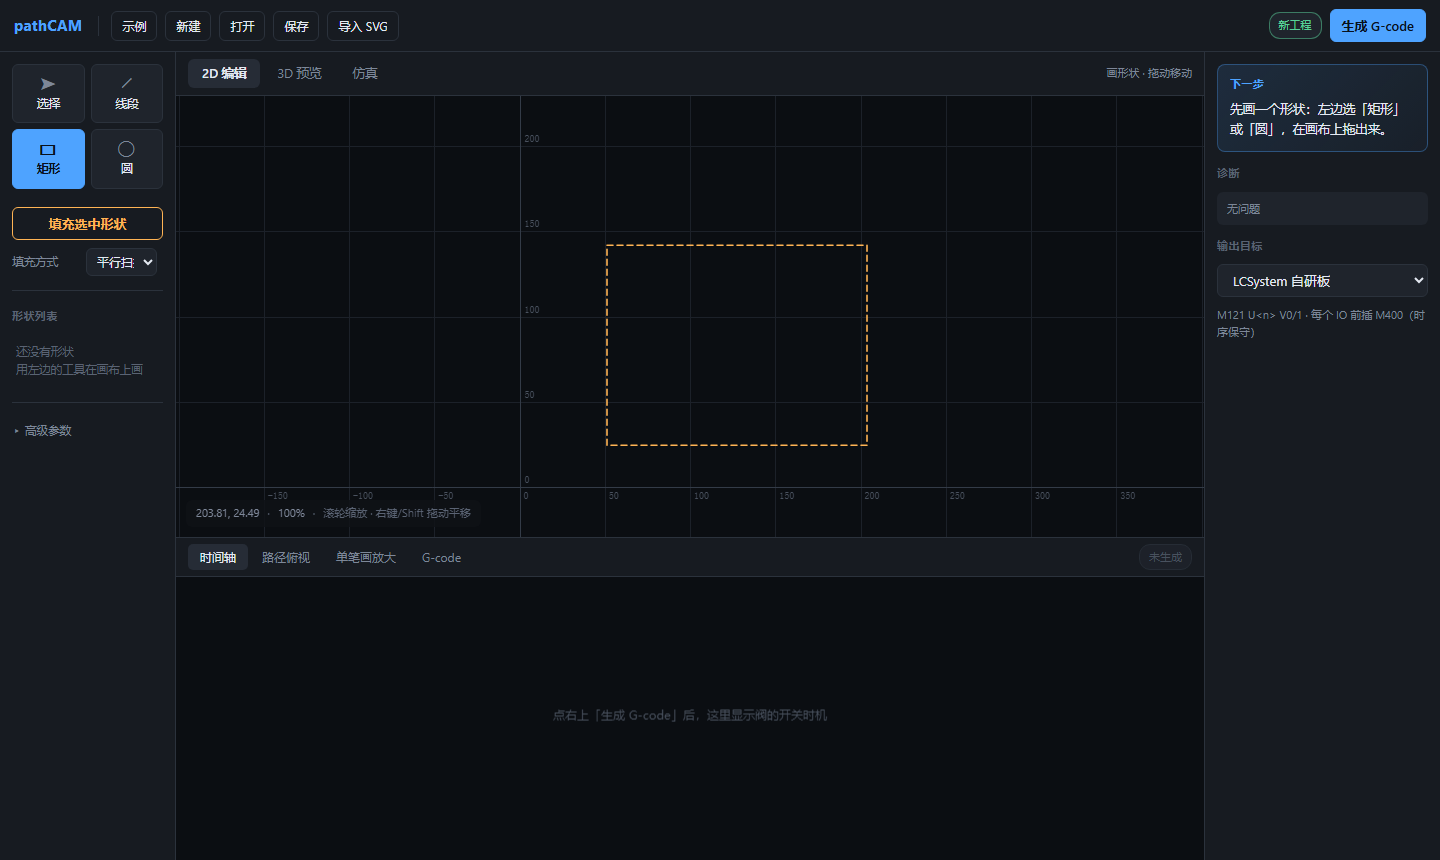 pathCAM 示例 新建 打开 保存 导入 SVG 新工程 生成 G-code
选择 线段
矩形 圆
填充选中形状
填充方式 平行扫
形状列表
还没有形状
用左边的工具在画布上画
▸ 高级参数
2D 编辑 3D 预览 仿真 画形状 · 拖动移动
200
150
100
50
0
-150 -100 -50 0 50 100 150 200 250 300 350
203.81, 24.49 · 100% · 滚轮缩放 · 右键/Shift 拖动平移
时间轴 路径俯视 单笔画放大 G-code 未生成
点右上「生成 G-code」后，这里显示阀的开关时机
下一步
先画一个形状：左边选「矩形」
或「圆」，在画布上拖出来。
诊断
无问题
输出目标
LCSystem 自研板
M121 U<n> V0/1 · 每个 IO 前插 M400（时
序保守）